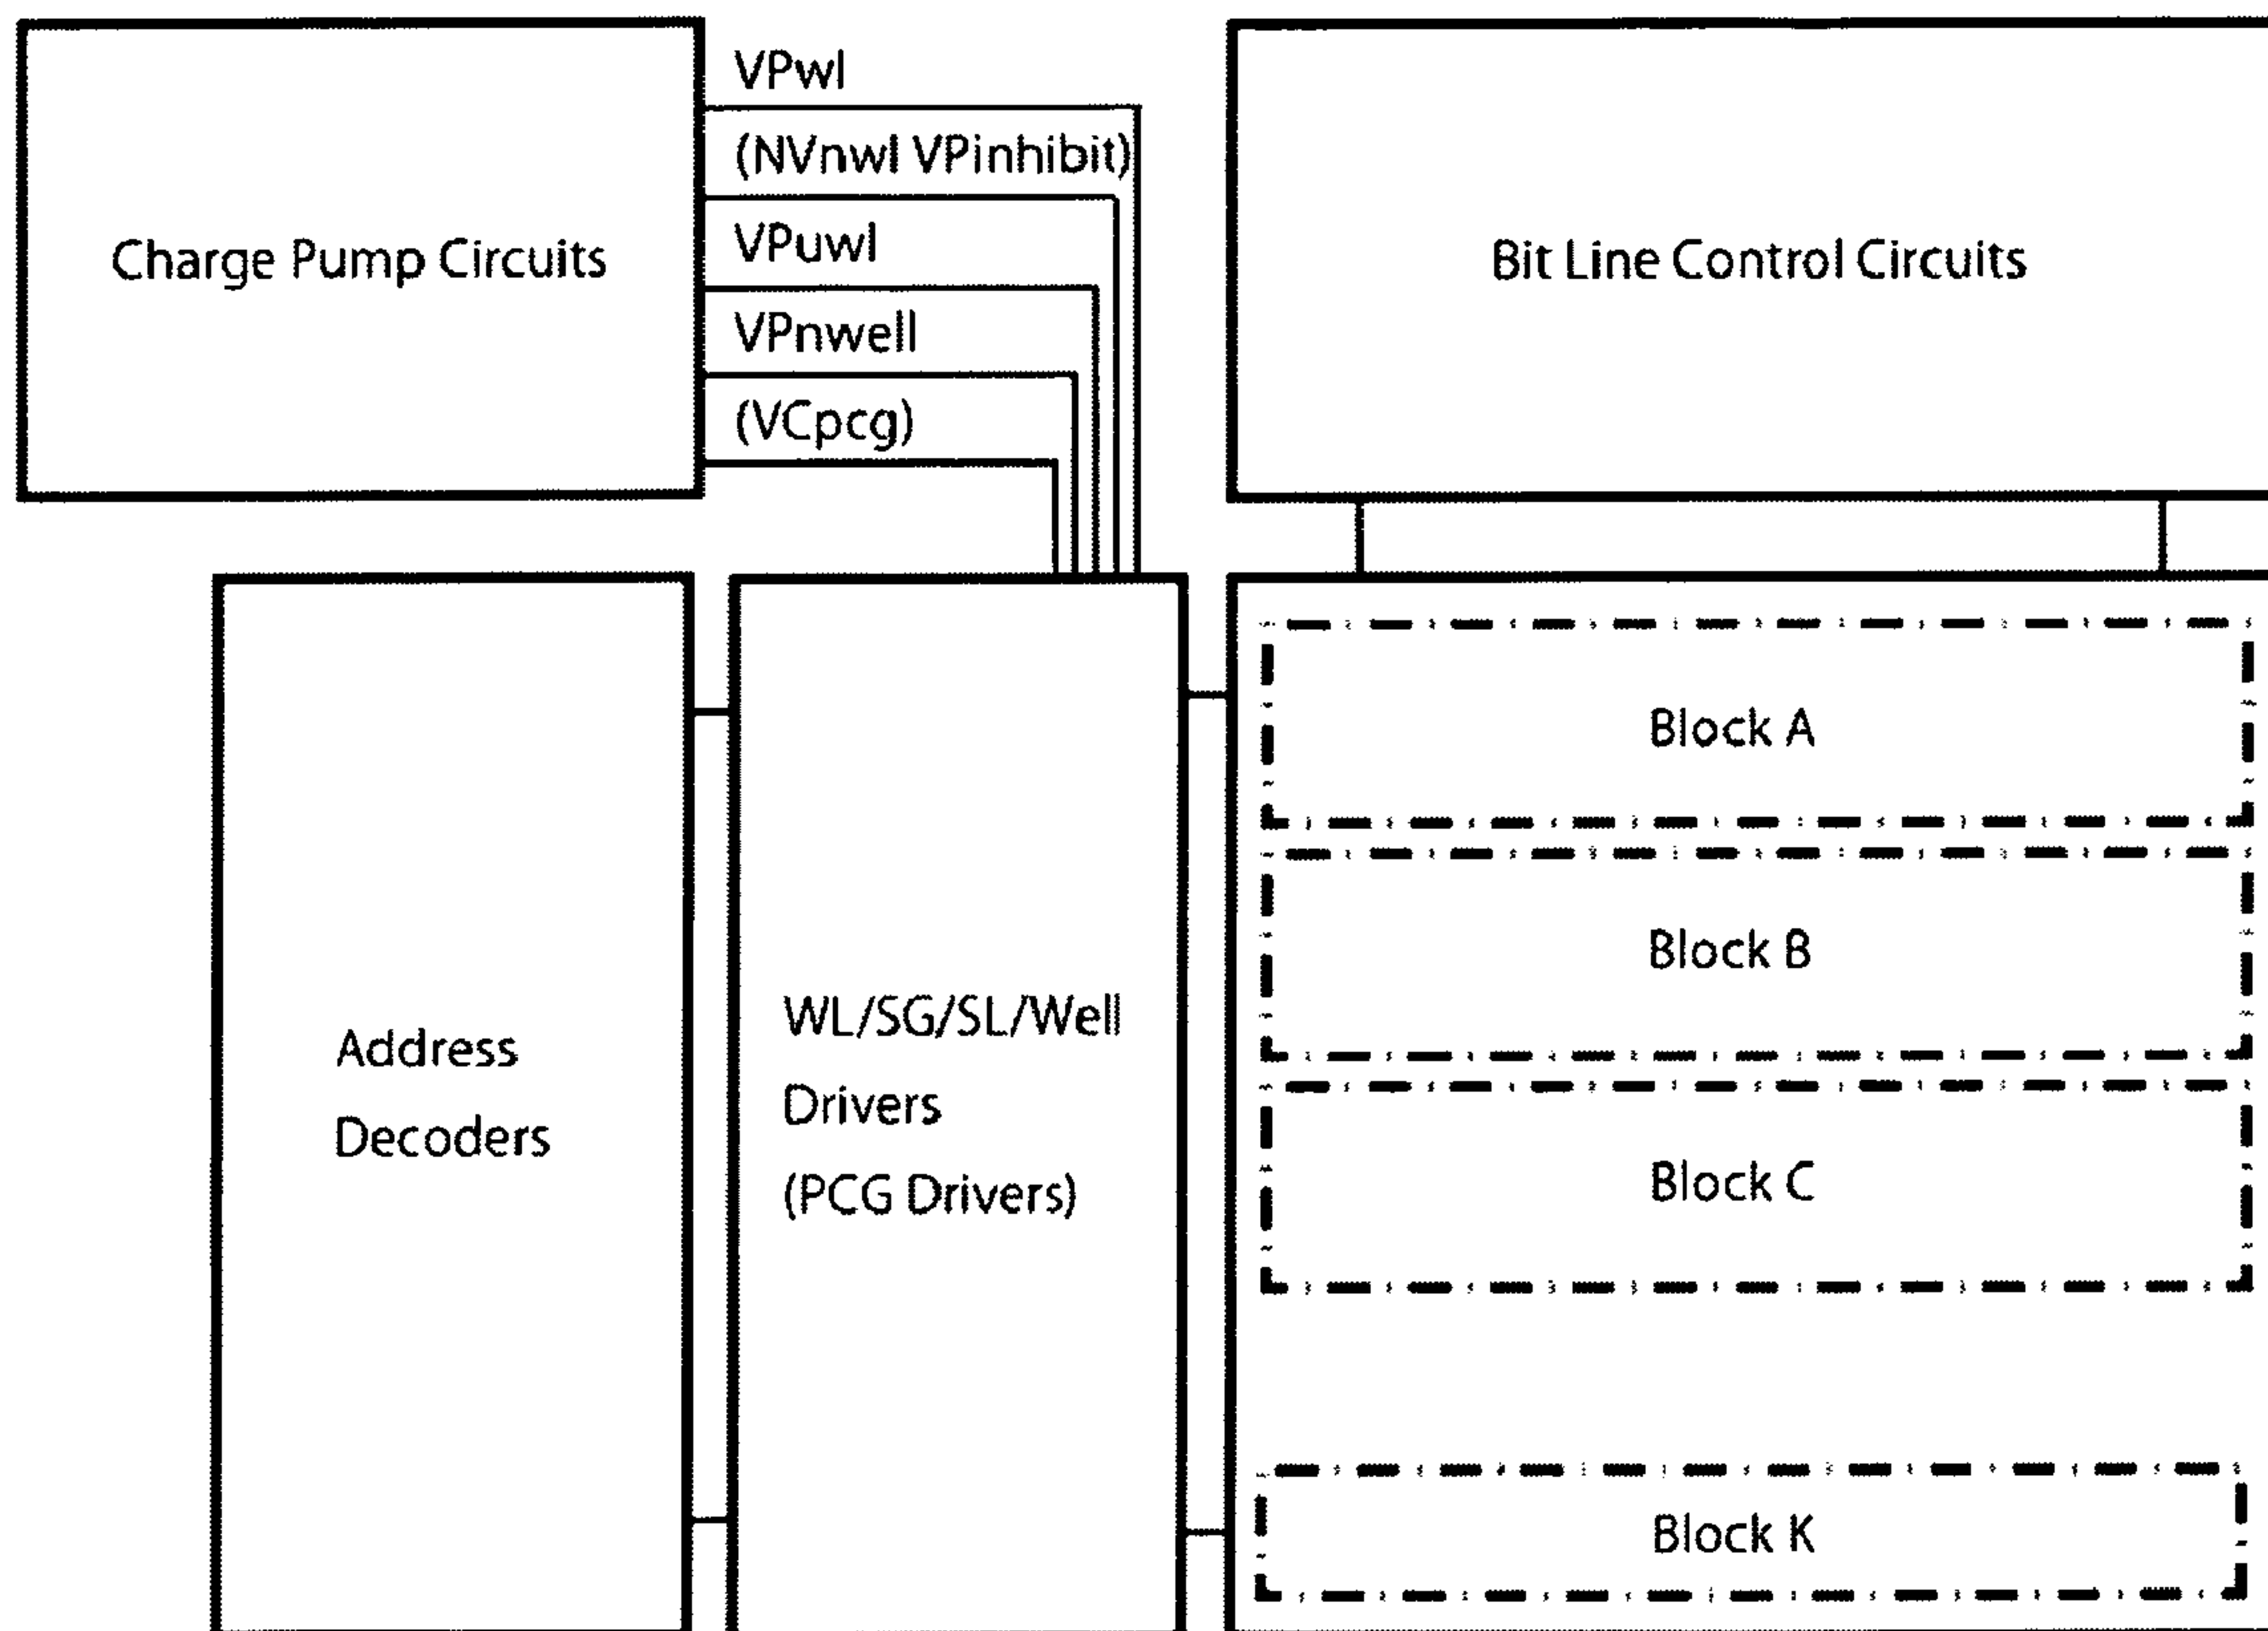 VPwl
(NVnwl VPinhibit)
VPuwl
VPnwell
(VCpcg)
Charge Pump Circuits
Bit Line Control Circuits
Address
Decoders
WL/SG/SL/Well
Drivers
(PCG Drivers)
Block A
Block B
Block C
Block K